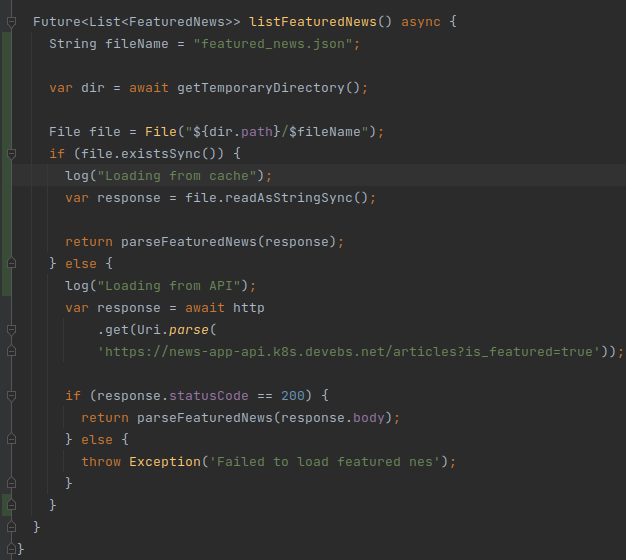 Future<List<FeaturedNews>> listFeaturedNews() async {
String fileName = "featured_news.json";
var dir = await getTemporaryDirectory();
File file = File("${dir.path}/$fileName");
if (file.existsSync()) {
log("Loading from cache");
var response = file.readAsStringSync();
return parseFeaturedNews(response);
} else {
log("Loading from API");
var response = await http
.get(Uri.parse(
'https://news-app-api.k8s.devebs.net/articles?is_featured=true'));
if (response.statusCode == 200) {
return parseFeaturedNews(response.body);
} else {
throw Exception('Failed to load featured nes');
}
}
}
}